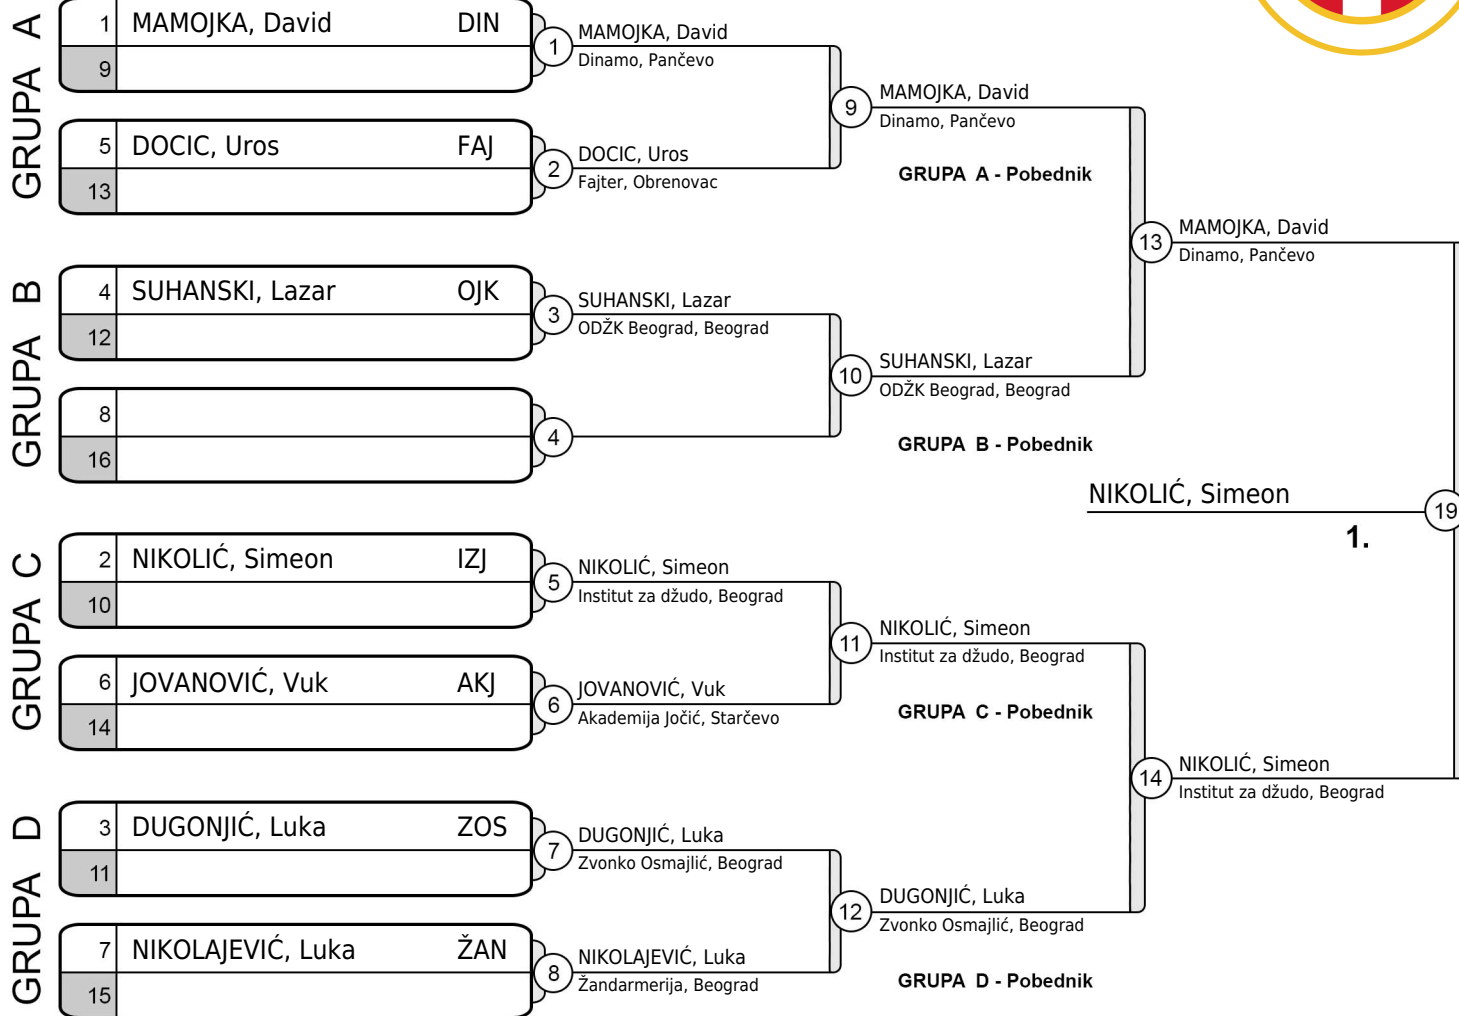 GRUPA A
1 MAMOJKA, David DIN
9
1
MAMOJKA, David
Dinamo, Pančevo
5 DOCIC, Uros FAJ
13
2
DOCIC, Uros
Fajter, Obrenovac
9
MAMOJKA, David
Dinamo, Pančevo
GRUPA A - Pobednik
GRUPA B
4 SUHANSKI, Lazar OJK
12
3
SUHANSKI, Lazar
ODŽK Beograd, Beograd
8
16
4
10
SUHANSKI, Lazar
ODŽK Beograd, Beograd
GRUPA B - Pobednik
13
MAMOJKA, David
Dinamo, Pančevo
NIKOLIĆ, Simeon
19
1.
GRUPA C
2 NIKOLIĆ, Simeon IZJ
10
5
NIKOLIĆ, Simeon
Institut za džudo, Beograd
6 JOVANOVIĆ, Vuk AKJ
14
6
JOVANOVIĆ, Vuk
Akademija Jočić, Starčevo
11
NIKOLIĆ, Simeon
Institut za džudo, Beograd
GRUPA C - Pobednik
14
NIKOLIĆ, Simeon
Institut za džudo, Beograd
GRUPA D
3 DUGONJIĆ, Luka ZOS
11
7
DUGONJIĆ, Luka
Zvonko Osmajlić, Beograd
7 NIKOLAJEVIĆ, Luka ŽAN
15
8
NIKOLAJEVIĆ, Luka
Žandarmerija, Beograd
12
DUGONJIĆ, Luka
Zvonko Osmajlić, Beograd
GRUPA D - Pobednik